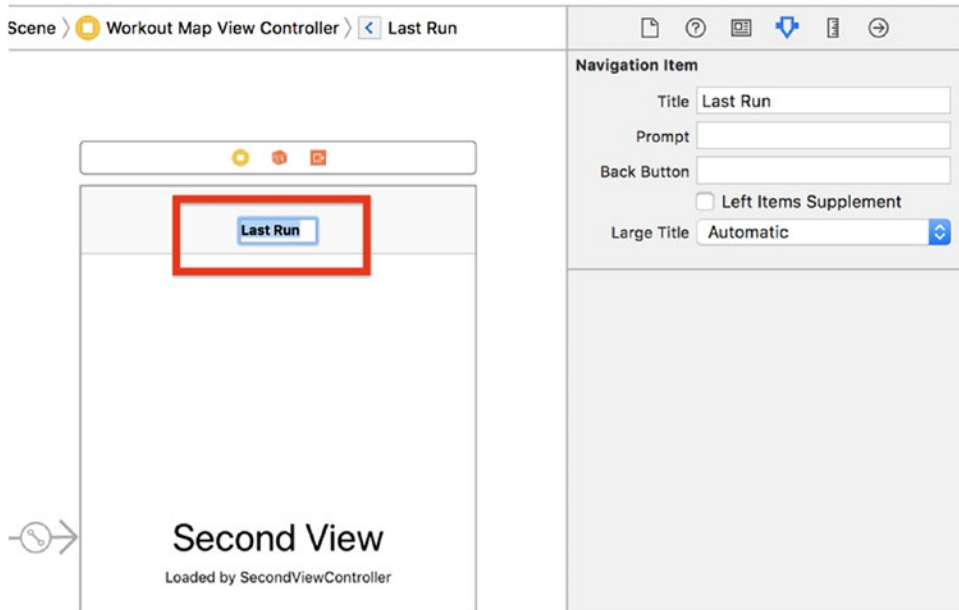 Scene 〉 Workout Map View Controller 〉 < Last Run
Navigation Item
Title Last Run
Prompt
Back Button
Left Items Supplement
Large Title Automatic
Last Run
Second View
Loaded by SecondViewController